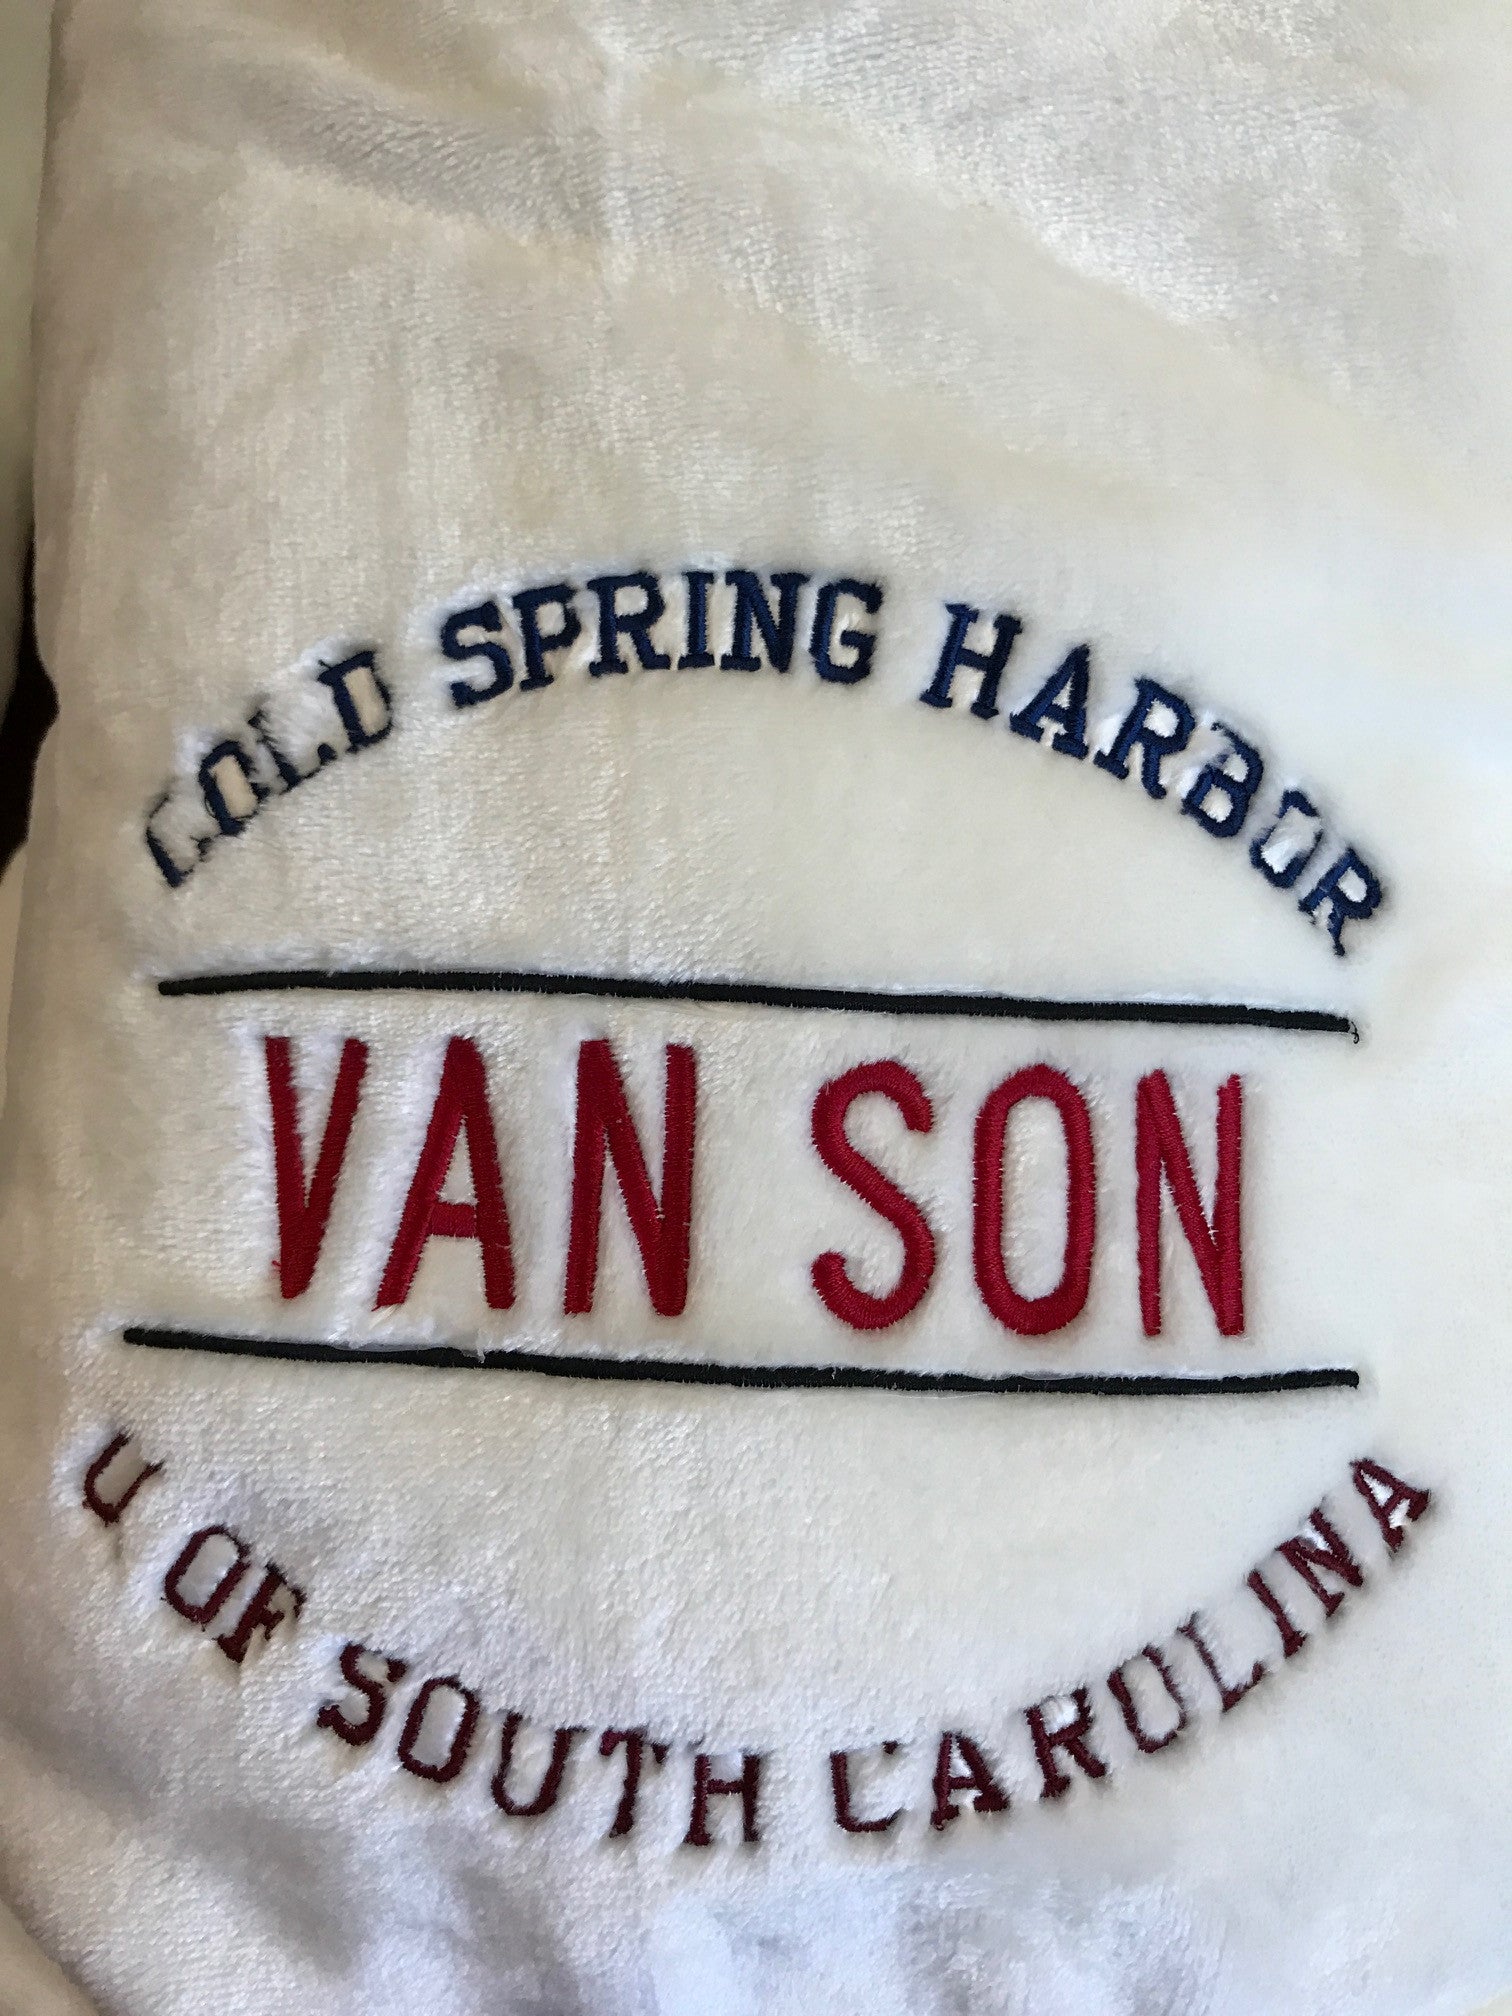 COLD SPRING HARBOR
VAN SON
U OF SOUTH CAROLINA